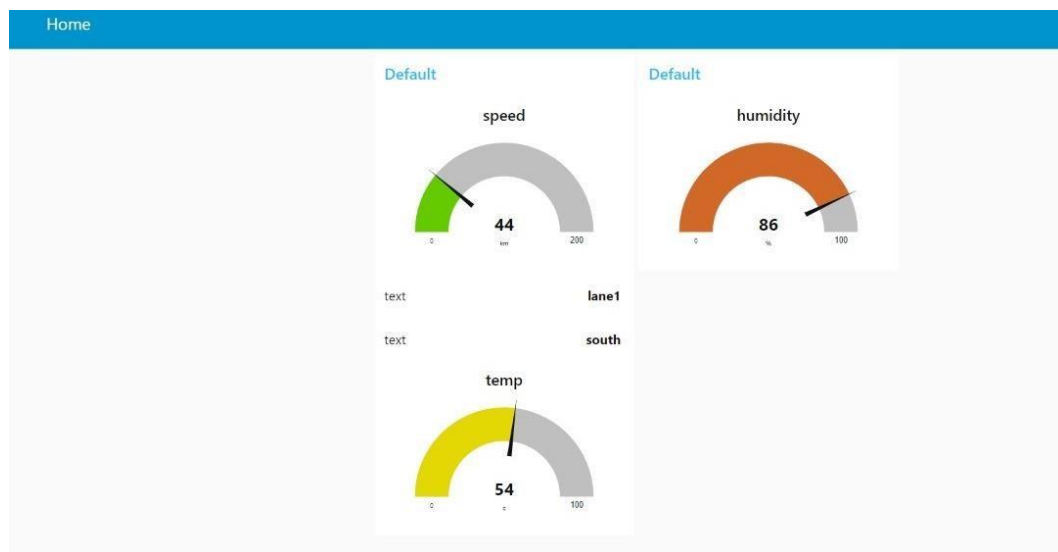 Home
Default
speed
44
km
0
200
text
lane1
text
south
temp
54
c
0
100
Default
humidity
86
%
0
100